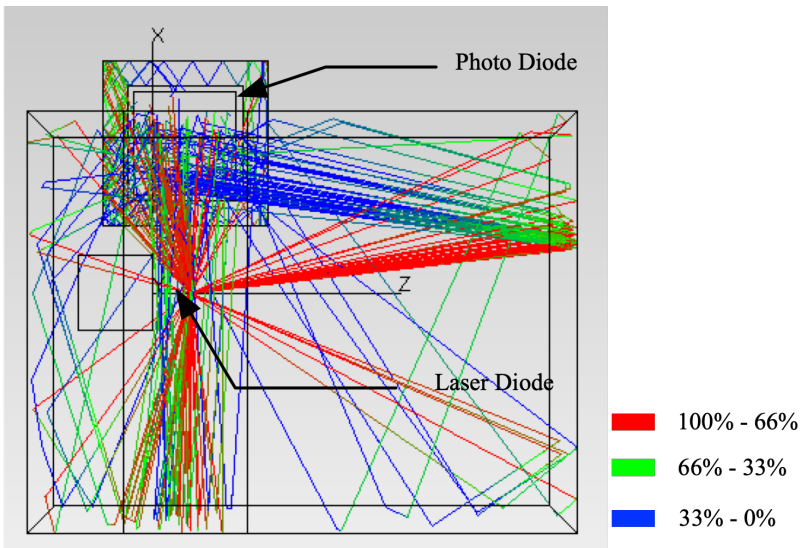 X
Photo Diode
Z
Laser Diode
100% - 66%
66% - 33%
33% - 0%